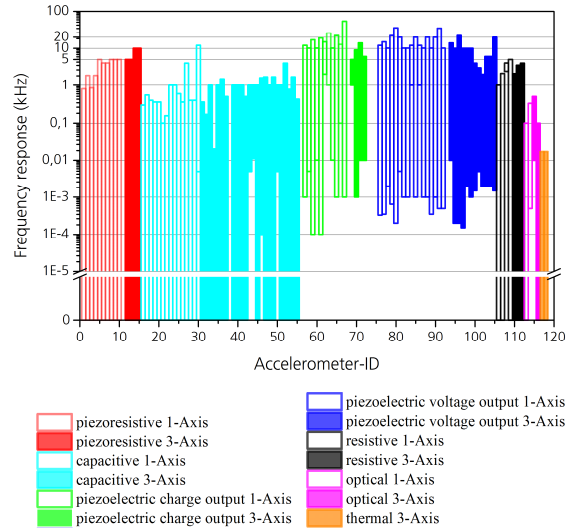 Frequency response (kHz)
100
20
10
5
1
0,1
0,01
1E-3
1E-4
1E-5
0
0 10 20 30 40 50 60 70 80 90 100 110 120
Accelerometer-ID
piezoresistive 1-Axis
piezoresistive 3-Axis
capacitive 1-Axis
capacitive 3-Axis
piezoelectric charge output 1-Axis
piezoelectric charge output 3-Axis
piezoelectric voltage output 1-Axis
piezoelectric voltage output 3-Axis
resistive 1-Axis
resistive 3-Axis
optical 1-Axis
optical 3-Axis
thermal 3-Axis